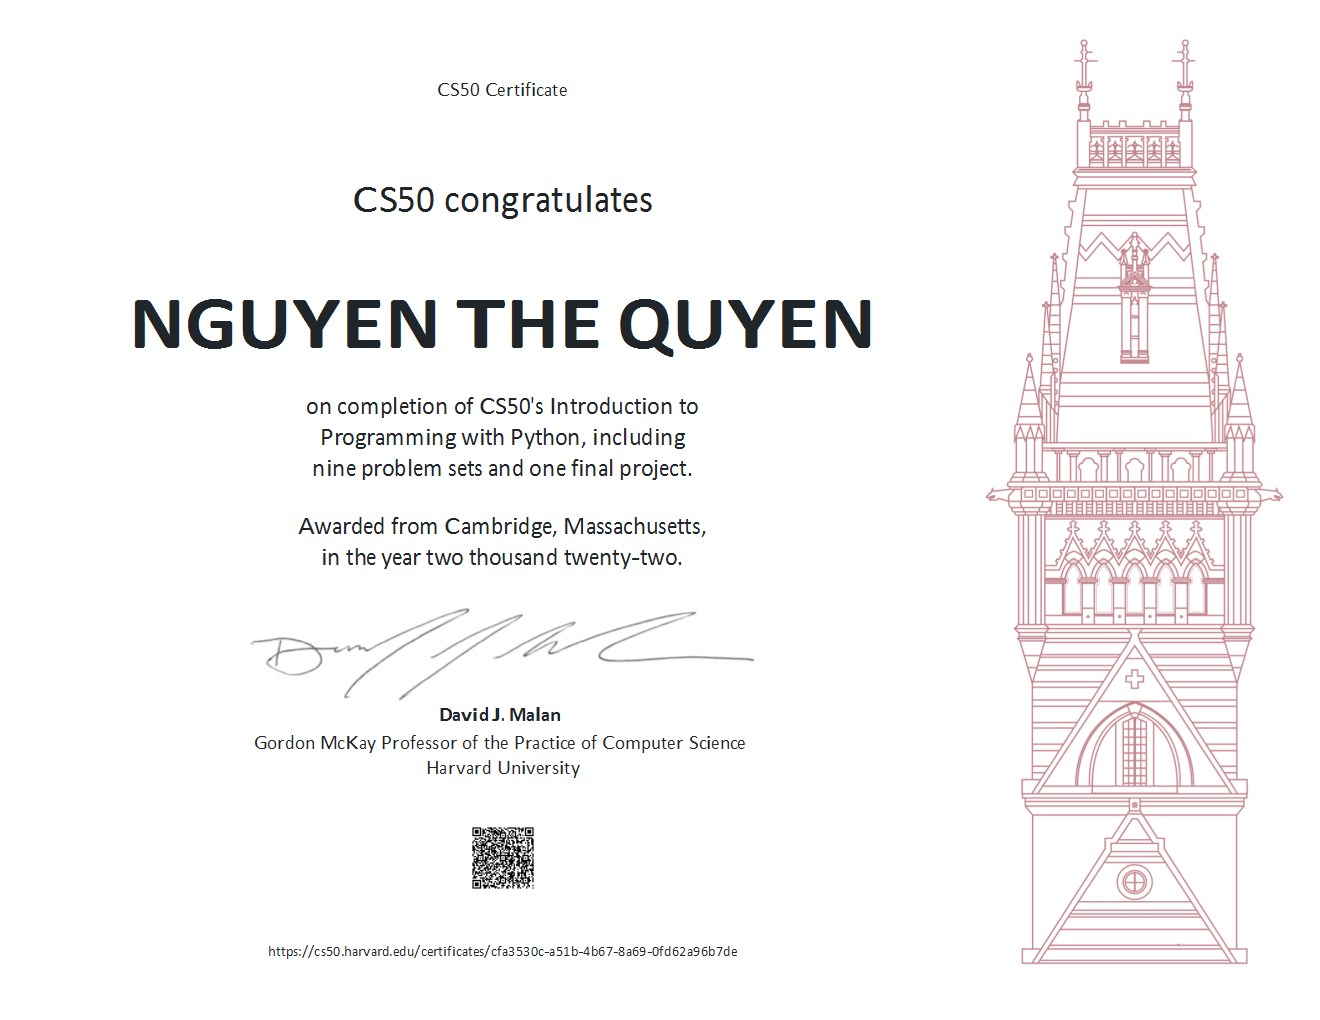 CS50 Certificate
CS50 congratulates
NGUYEN THE QUYEN
on completion of CS50's Introduction to
Programming with Python, including
nine problem sets and one final project.
Awarded from Cambridge, Massachusetts,
in the year two thousand twenty-two.
David J. Malan
Gordon McKay Professor of the Practice of Computer Science
Harvard University
https://cs50.harvard.edu/certificates/cfa3530c-a51b-4b67-8a69-0fd62a96b7de